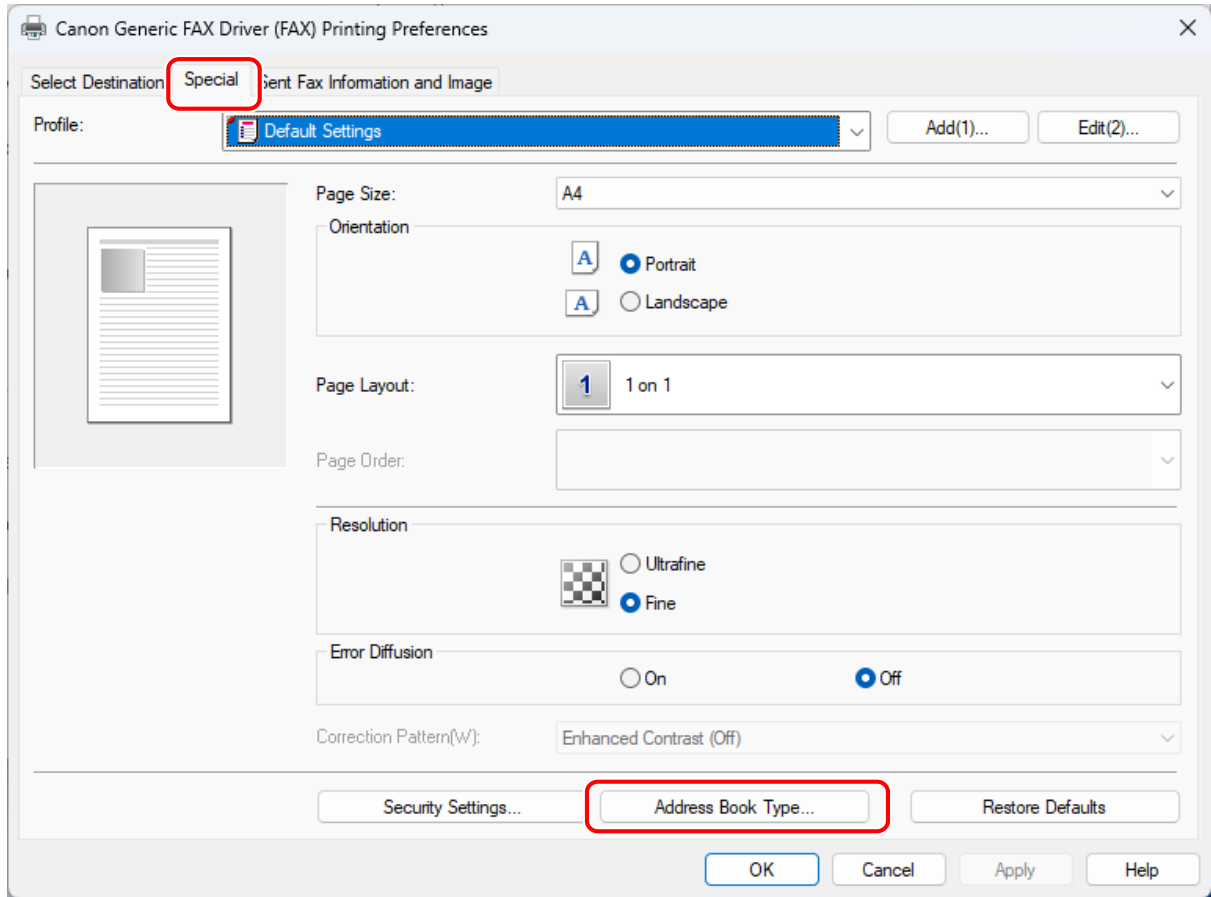 Canon Generic FAX Driver (FAX) Printing Preferences
Select Destination Special Sent Fax Information and Image
Profile: Default Settings Add(1)... Edit(2)...
Page Size: A4
Orientation
A Portrait
A Landscape
Page Layout: 1 1 on 1
Page Order:
Resolution
Ultrafine
Fine
Error Diffusion
On Off
Correction Pattern(W): Enhanced Contrast (Off)
Security Settings... Address Book Type... Restore Defaults
OK Cancel Apply Help